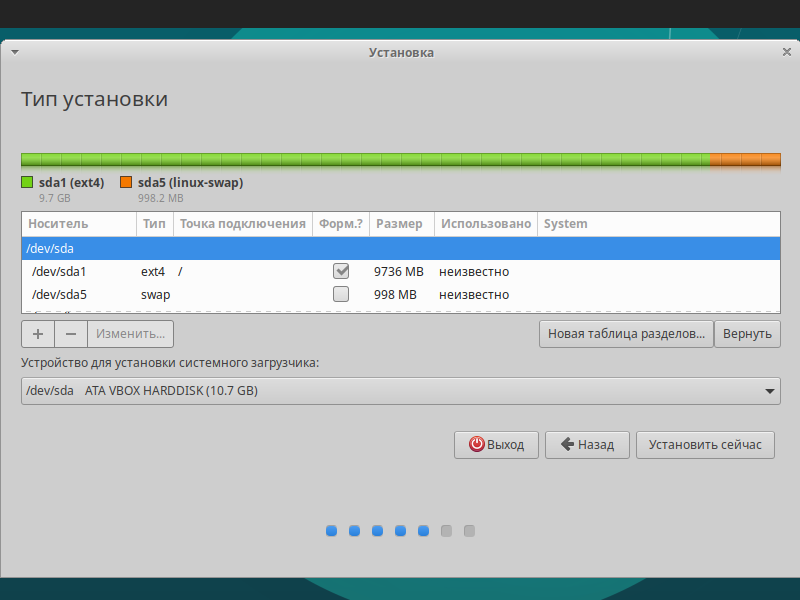 Установка
Тип установки
sda1 (ext4) sda5 (linux-swap)
9.7 GB 998.2 MB
Носитель Тип Точка подключения Форм.? Размер Использовано System
/dev/sda
/dev/sda1 ext4 / 9736 MB неизвестно
/dev/sda5 swap 998 MB неизвестно
+ − Изменить... Новая таблица разделов... Вернуть
Устройство для установки системного загрузчика:
/dev/sda ATA VBOX HARDDISK (10.7 GB)
Выход Назад Установить сейчас